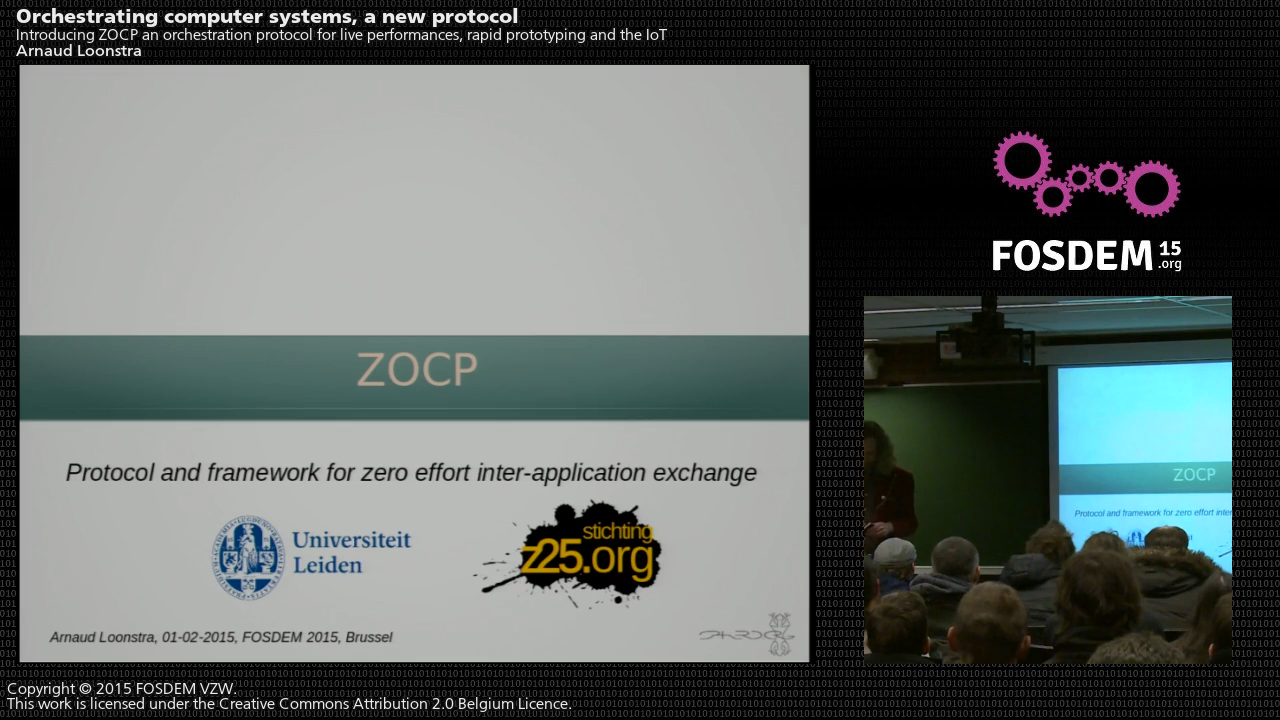 Orchestrating computer systems, a new protocol
Introducing ZOCP an orchestration protocol for live performances, rapid prototyping and the IoT
Arnaud Loonstra
ZOCP
Protocol and framework for zero effort inter-application exchange
Universiteit
Leiden
stichting
z25.org
Arnaud Loonstra, 01-02-2015, FOSDEM 2015, Brussel
FOSDEM 15
.org
ZOCP
Protocol and framework for zero effort inter
Copyright © 2015 FOSDEM VZW.
This work is licensed under the Creative Commons Attribution 2.0 Belgium Licence.